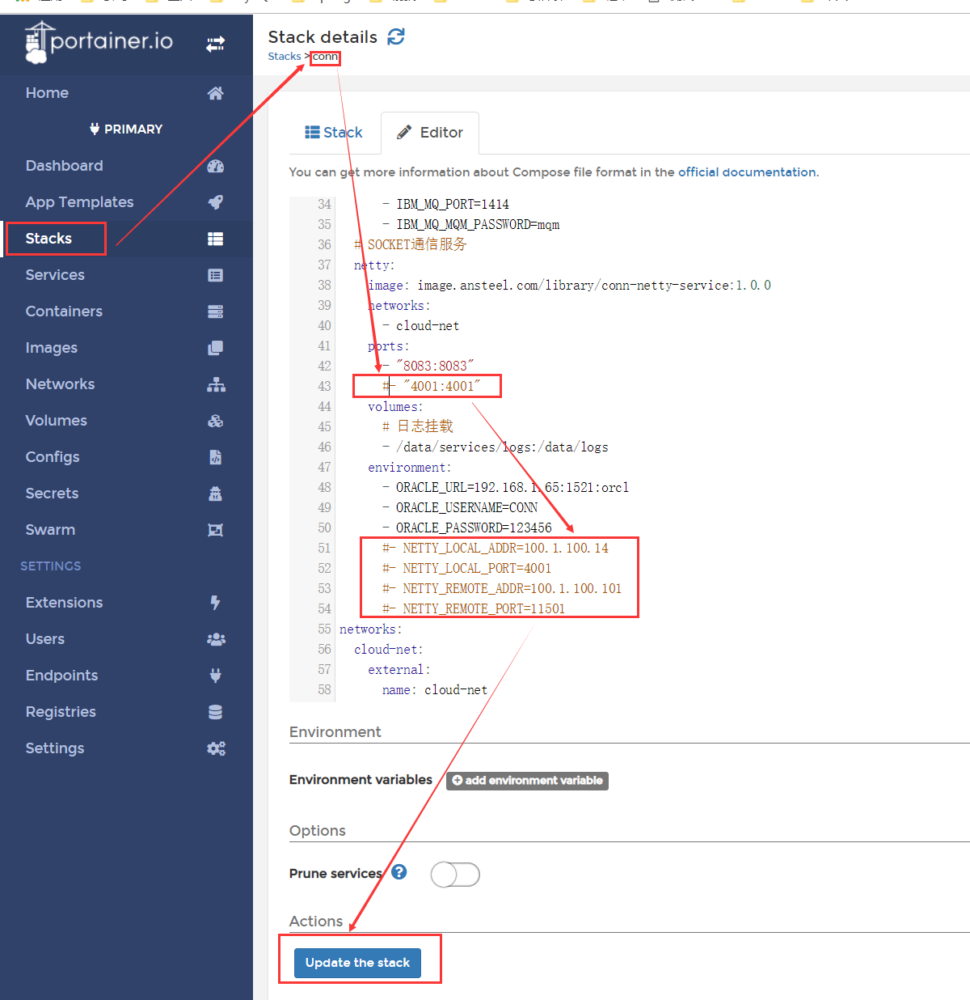 portainer.io
Stack details
Stacks > conn
Home
PRIMARY
Dashboard
App Templates
Stacks
Services
Containers
Images
Networks
Volumes
Configs
Secrets
Swarm
SETTINGS
Extensions
Users
Endpoints
Registries
Settings
Stack
Editor
You can get more information about Compose file format in the official documentation.
34 - IBM_MQ_PORT=1414
35 - IBM_MQ_MQM_PASSWORD=mqm
36 # SOCKET通信服务
37 netty:
38 image: image.ansteel.com/library/conn-netty-service:1.0.0
39 networks:
40 - cloud-net
41 ports:
42 - "8083:8083"
43 #- "4001:4001"
44 volumes:
45 # 日志挂载
46 - /data/services/logs:/data/logs
47 environment:
48 - ORACLE_URL=192.168.1.65:1521:orcl
49 - ORACLE_USERNAME=CONN
50 - ORACLE_PASSWORD=123456
51 #- NETTY_LOCAL_ADDR=100.1.100.14
52 #- NETTY_LOCAL_PORT=4001
53 #- NETTY_REMOTE_ADDR=100.1.100.101
54 #- NETTY_REMOTE_PORT=11501
55 networks:
56 cloud-net:
57 external:
58 name: cloud-net
Environment
Environment variables
add environment variable
Options
Prune services
Actions
Update the stack